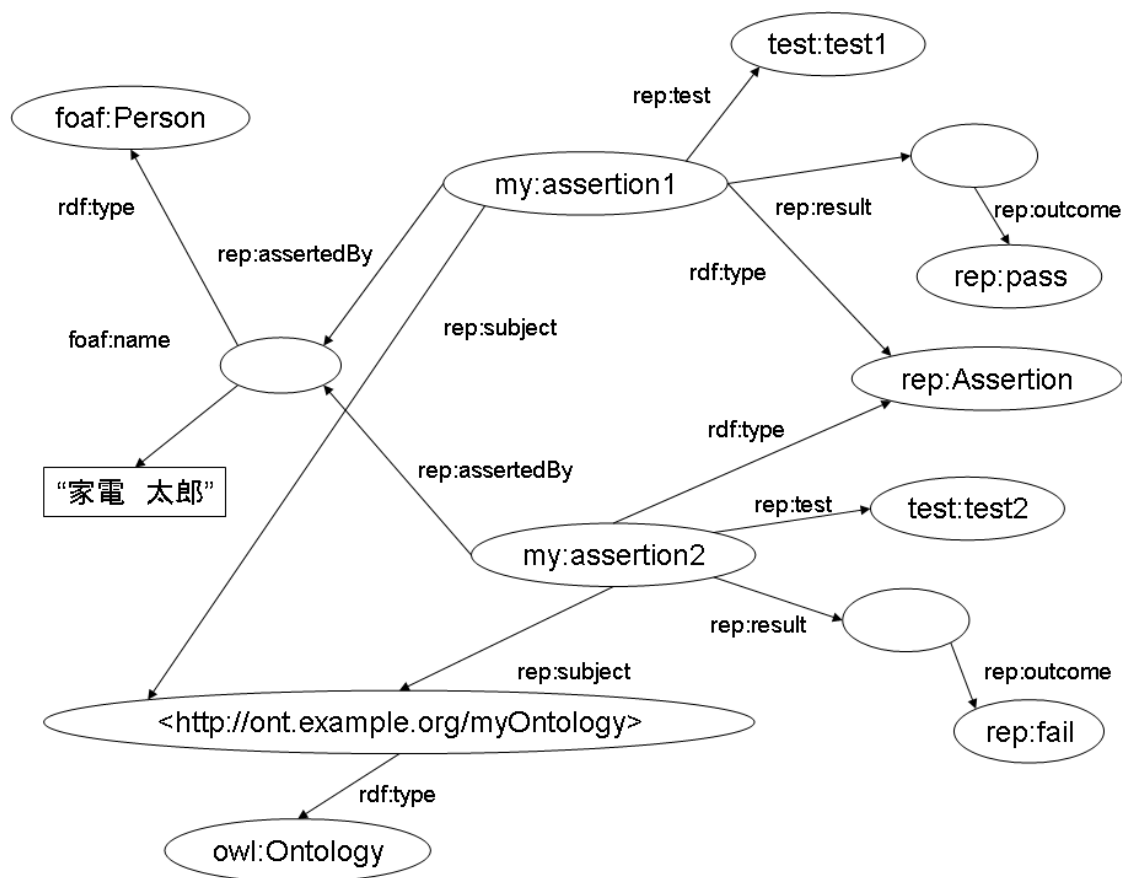 test:test1
rep:test
foaf:Person
my:assertion1
rdf:type
rep:result
rep:outcome
rep:assertedBy
rdf:type
rep:pass
foaf:name
rep:subject
rep:Assertion
rdf:type
rep:assertedBy
“家電　太郎”
rep:test
test:test2
my:assertion2
rep:result
rep:subject
rep:outcome
<http://ont.example.org/myOntology>
rep:fail
rdf:type
owl:Ontology